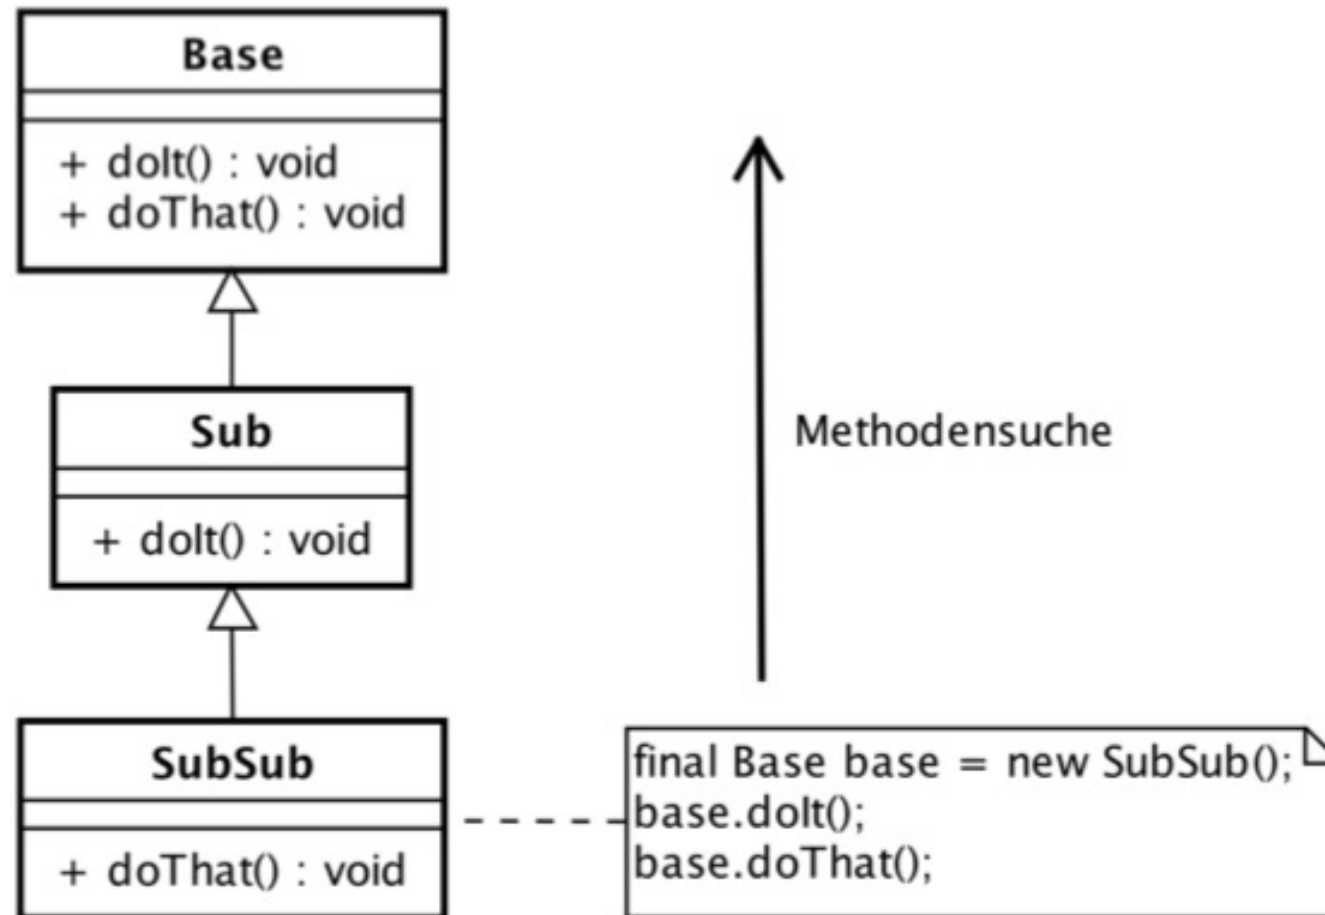 Base
+ doIt() : void
+ doThat() : void
Sub
+ doIt() : void
Methodensuche
SubSub
+ doThat() : void
final Base base = new SubSub();
base.doIt();
base.doThat();